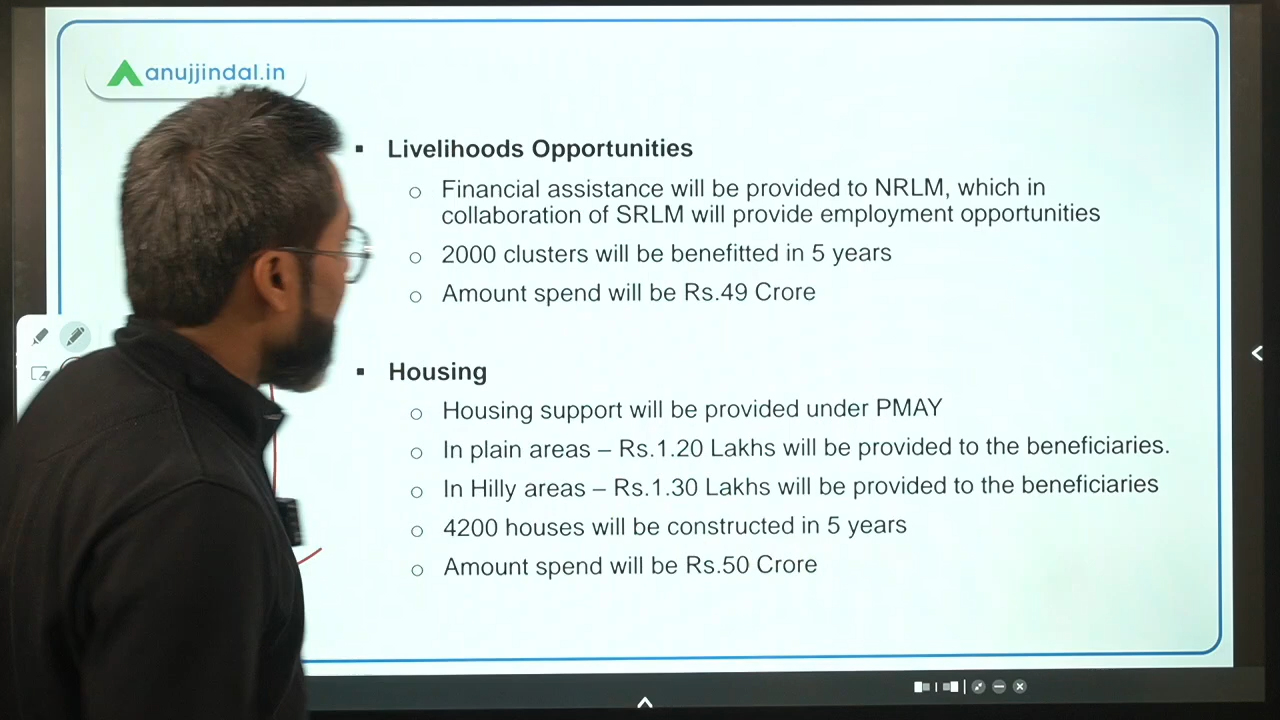 anujjindal.in
▪ Livelihoods Opportunities
o Financial assistance will be provided to NRLM, which in
collaboration of SRLM will provide employment opportunities
o 2000 clusters will be benefitted in 5 years
o Amount spend will be Rs.49 Crore
▪ Housing
o Housing support will be provided under PMAY
o In plain areas – Rs.1.20 Lakhs will be provided to the beneficiaries.
o In Hilly areas – Rs.1.30 Lakhs will be provided to the beneficiaries
o 4200 houses will be constructed in 5 years
o Amount spend will be Rs.50 Crore